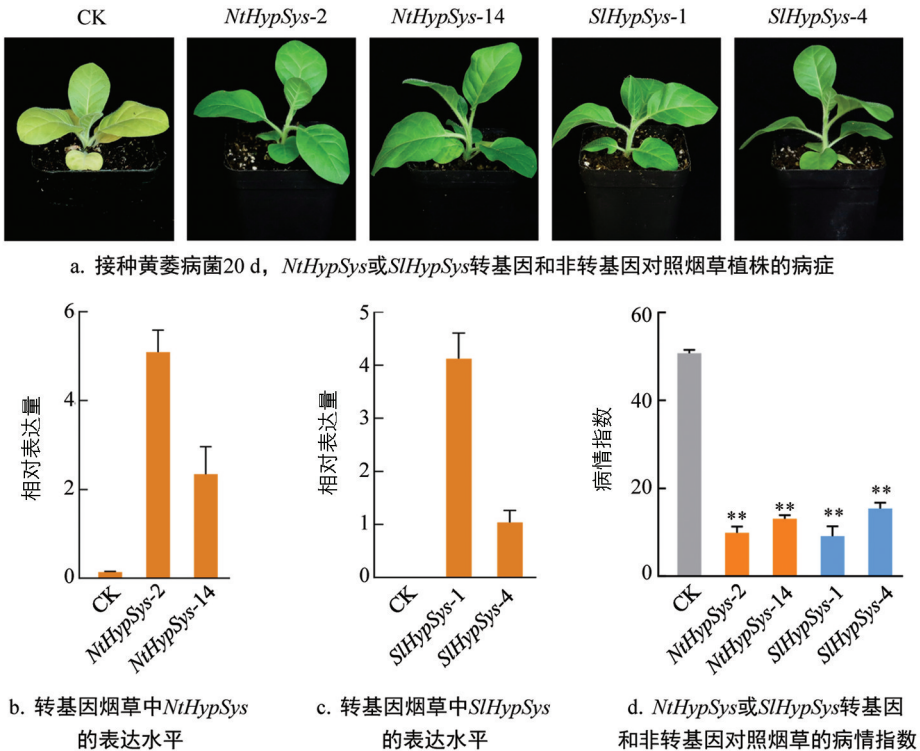 CK NtHypSys-2 NtHypSys-14 SlHypSys-1 SlHypSys-4
a. 接种黄萎病菌20 d，NtHypSys或SlHypSys转基因和非转基因对照烟草植株的病症
相对表达量
6
4
2
0
CK NtHypSys-2 NtHypSys-14
b. 转基因烟草中NtHypSys
的表达水平
相对表达量
5
4
3
2
1
0
CK SlHypSys-1 SlHypSys-4
c. 转基因烟草中SlHypSys
的表达水平
病情指数
60
40
20
0
** ** ** **
CK NtHypSys-2 NtHypSys-14 SlHypSys-1 SlHypSys-4
d. NtHypSys或SlHypSys转基因
和非转基因对照烟草的病情指数